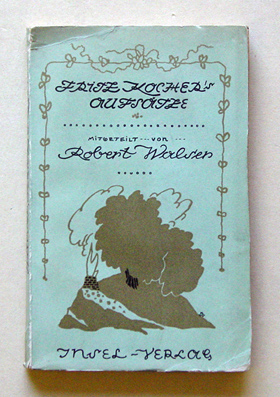 FRITZ KOCHER's
AUFSÄTZE
MITGETEILT VON
Robert Walser
INSEL-VERLAG